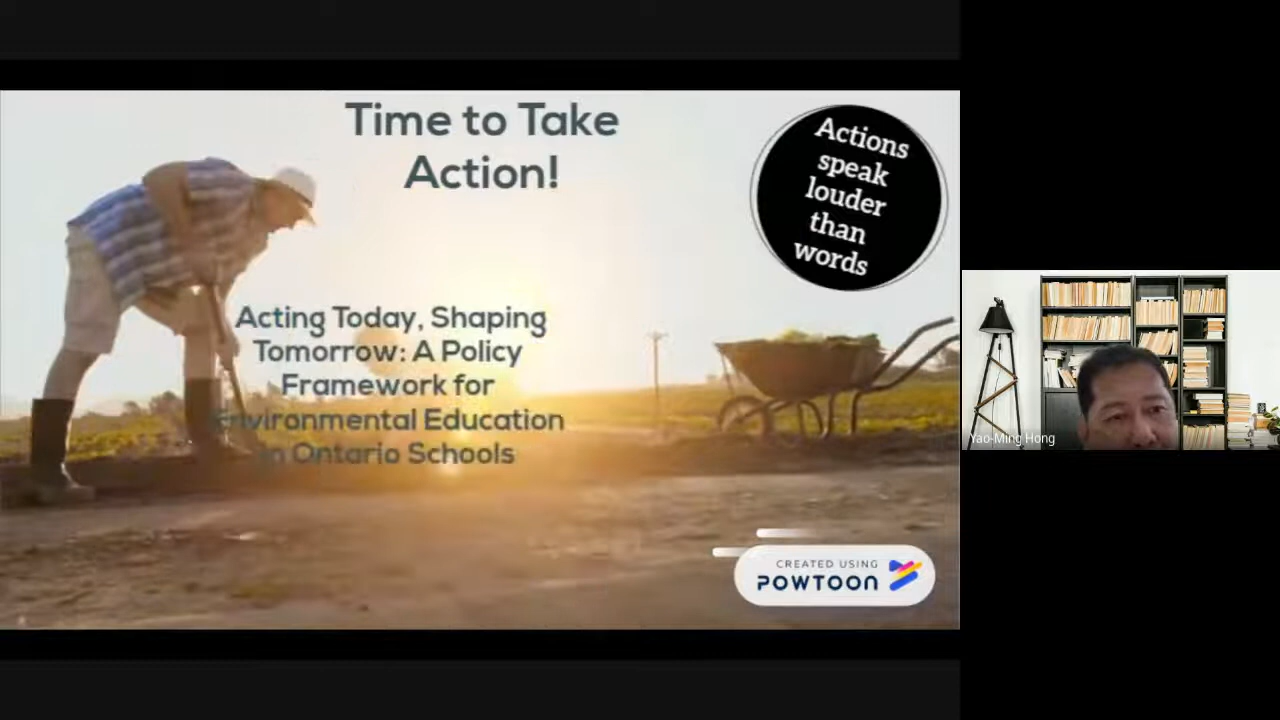 Time to Take
Action!
Actions
speak
louder
than
words
Acting Today, Shaping
Tomorrow: A Policy
Framework for
Environmental Education
in Ontario Schools
CREATED USING
POWTOON
Yao-Ming Hong